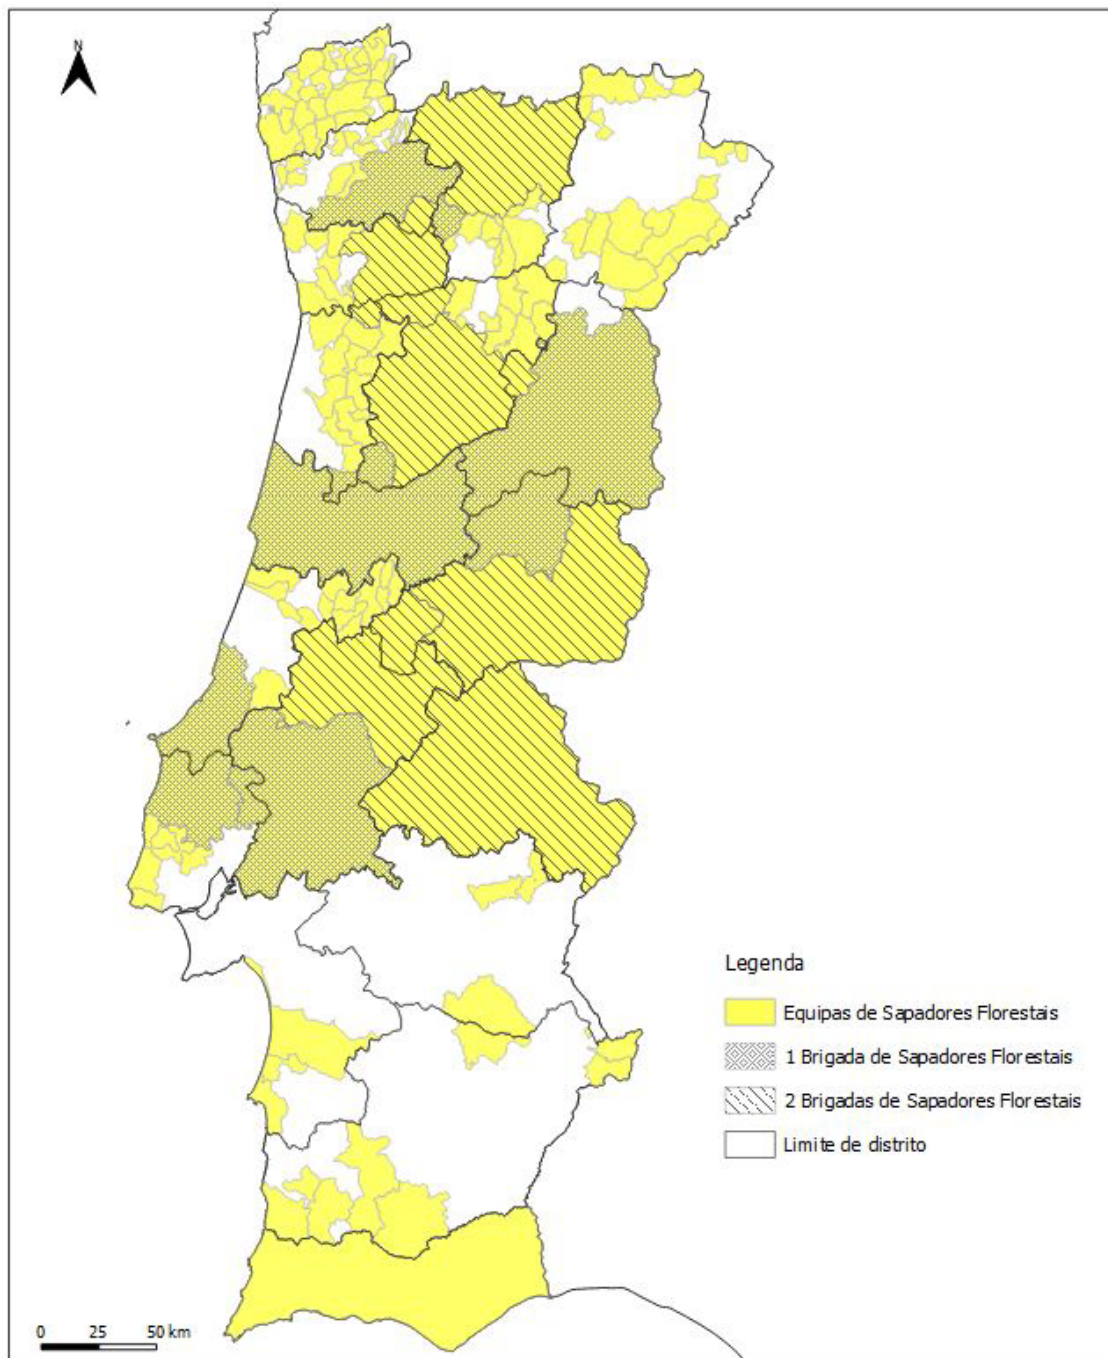 N
Legenda
Equipas de Sapadores Florestais
1 Brigada de Sapadores Florestais
2 Brigadas de Sapadores Florestais
Limite de distrito
0 25 50 km